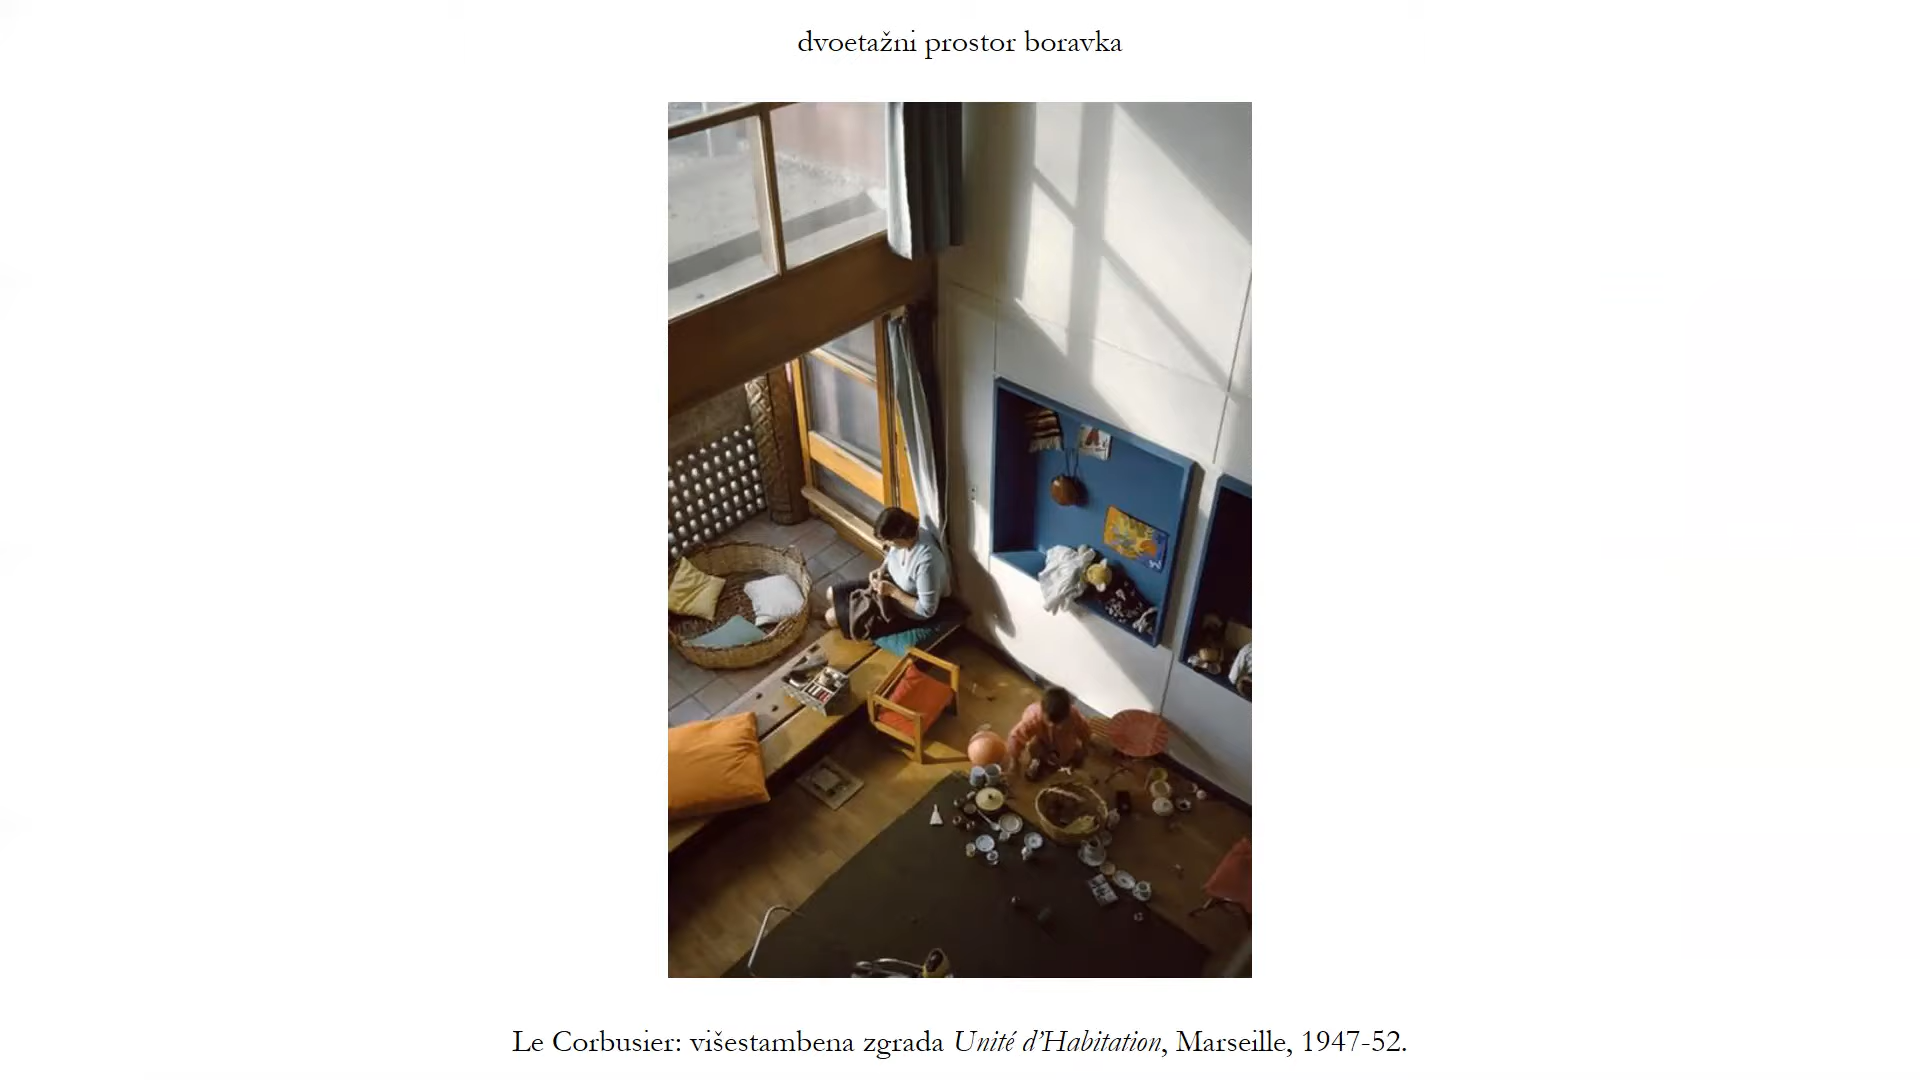 dvoetažni prostor boravka
Le Corbusier: višestambena zgrada Unité d’Habitation, Marseille, 1947-52.